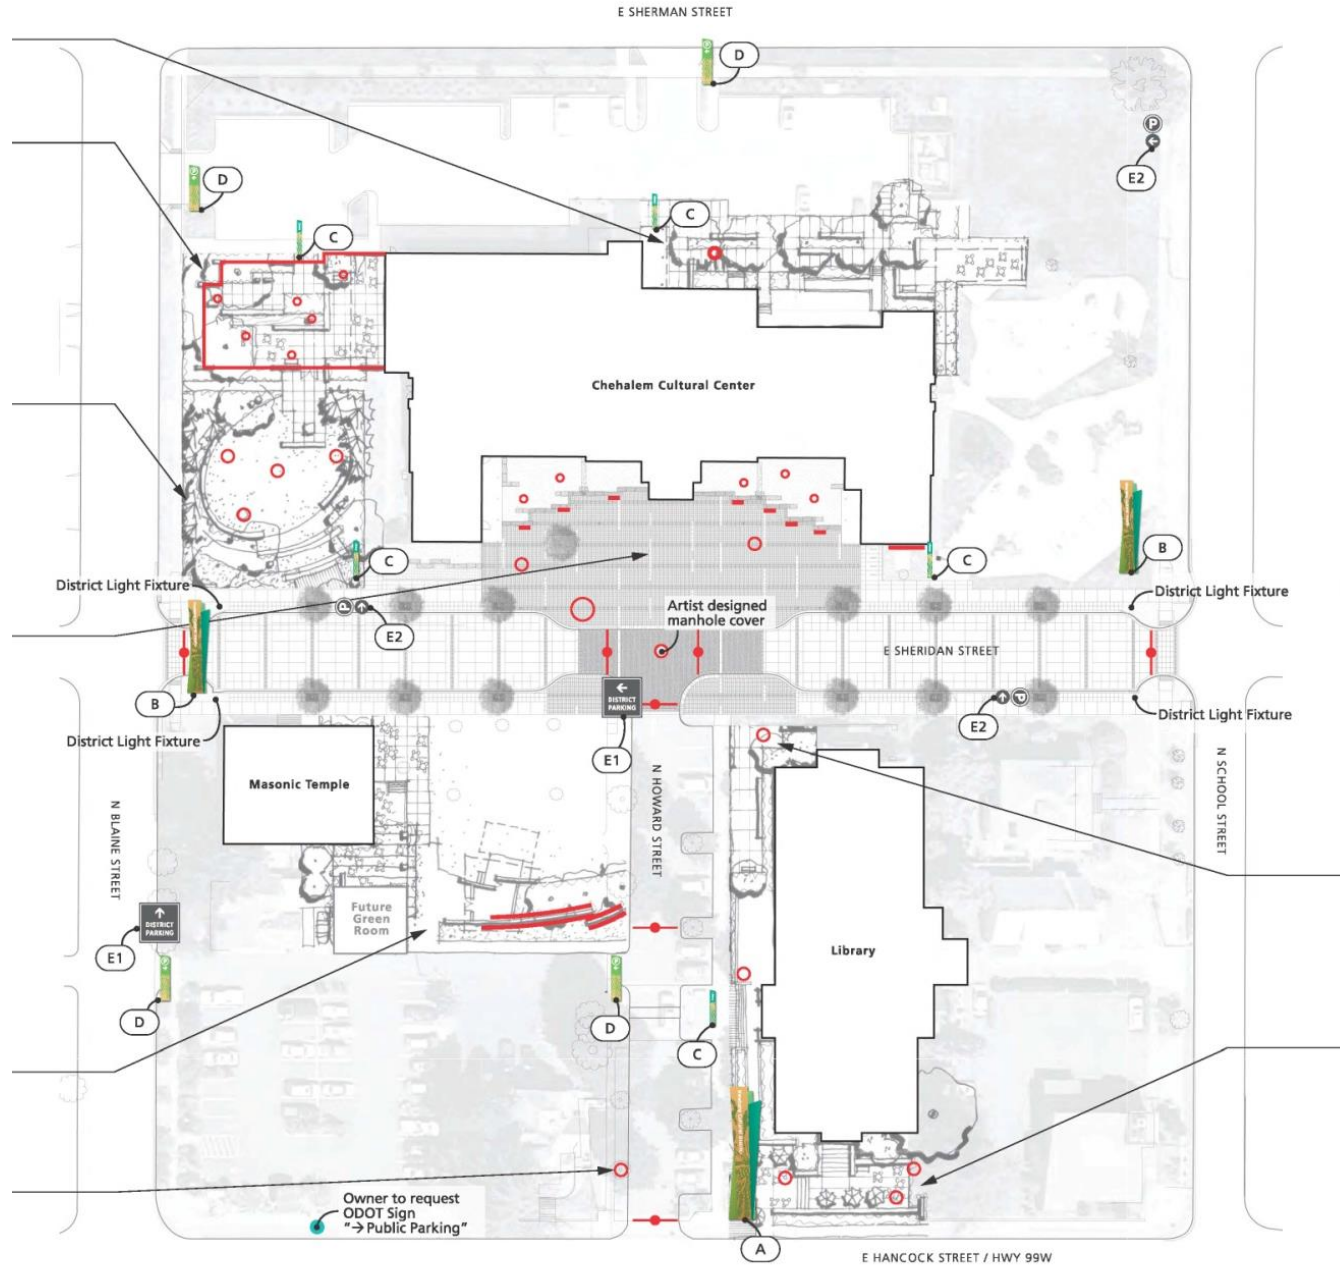 E SHERMAN STREET
D
P
E2
D
C
C
Chehalem Cultural Center
B
C
C
District Light Fixture
District Light Fixture
P
E2
Artist designed
manhole cover
E SHERIDAN STREET
B
DISTRICT
PARKING
E1
E2
P
District Light Fixture
District Light Fixture
Masonic Temple
N BLAINE STREET
N HOWARD STREET
N SCHOOL STREET
Future
Green
Room
DISTRICT
PARKING
E1
Library
D
D
C
Owner to request
ODOT Sign
"→Public Parking"
A
E HANCOCK STREET / HWY 99W